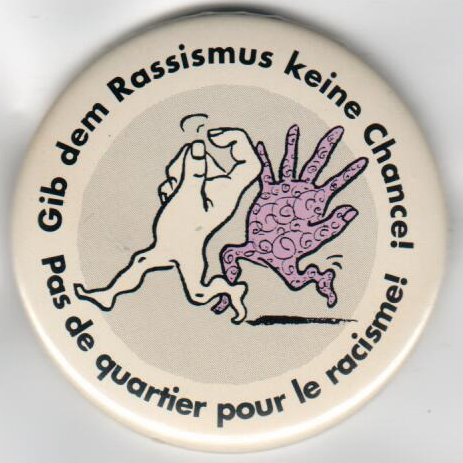 Gib dem Rassismus keine Chance!
Pas de quartier pour le racisme!